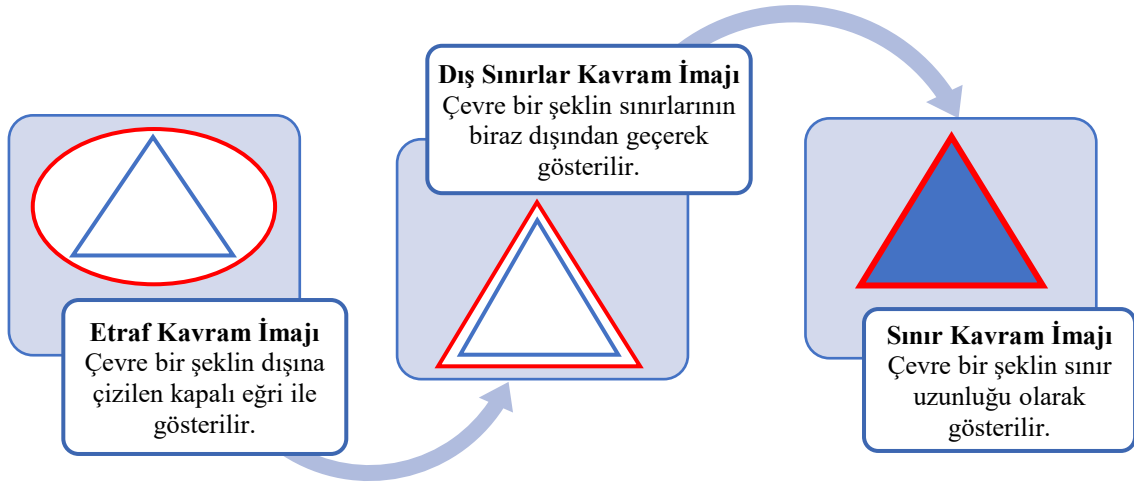 Etraf Kavram İmajı
Çevre bir şeklin dışına
çizilen kapalı eğri ile
gösterilir.
Dış Sınırlar Kavram İmajı
Çevre bir şeklin sınırlarının
biraz dışından geçerek
gösterilir.
Sınır Kavram İmajı
Çevre bir şeklin sınır
uzunluğu olarak
gösterilir.